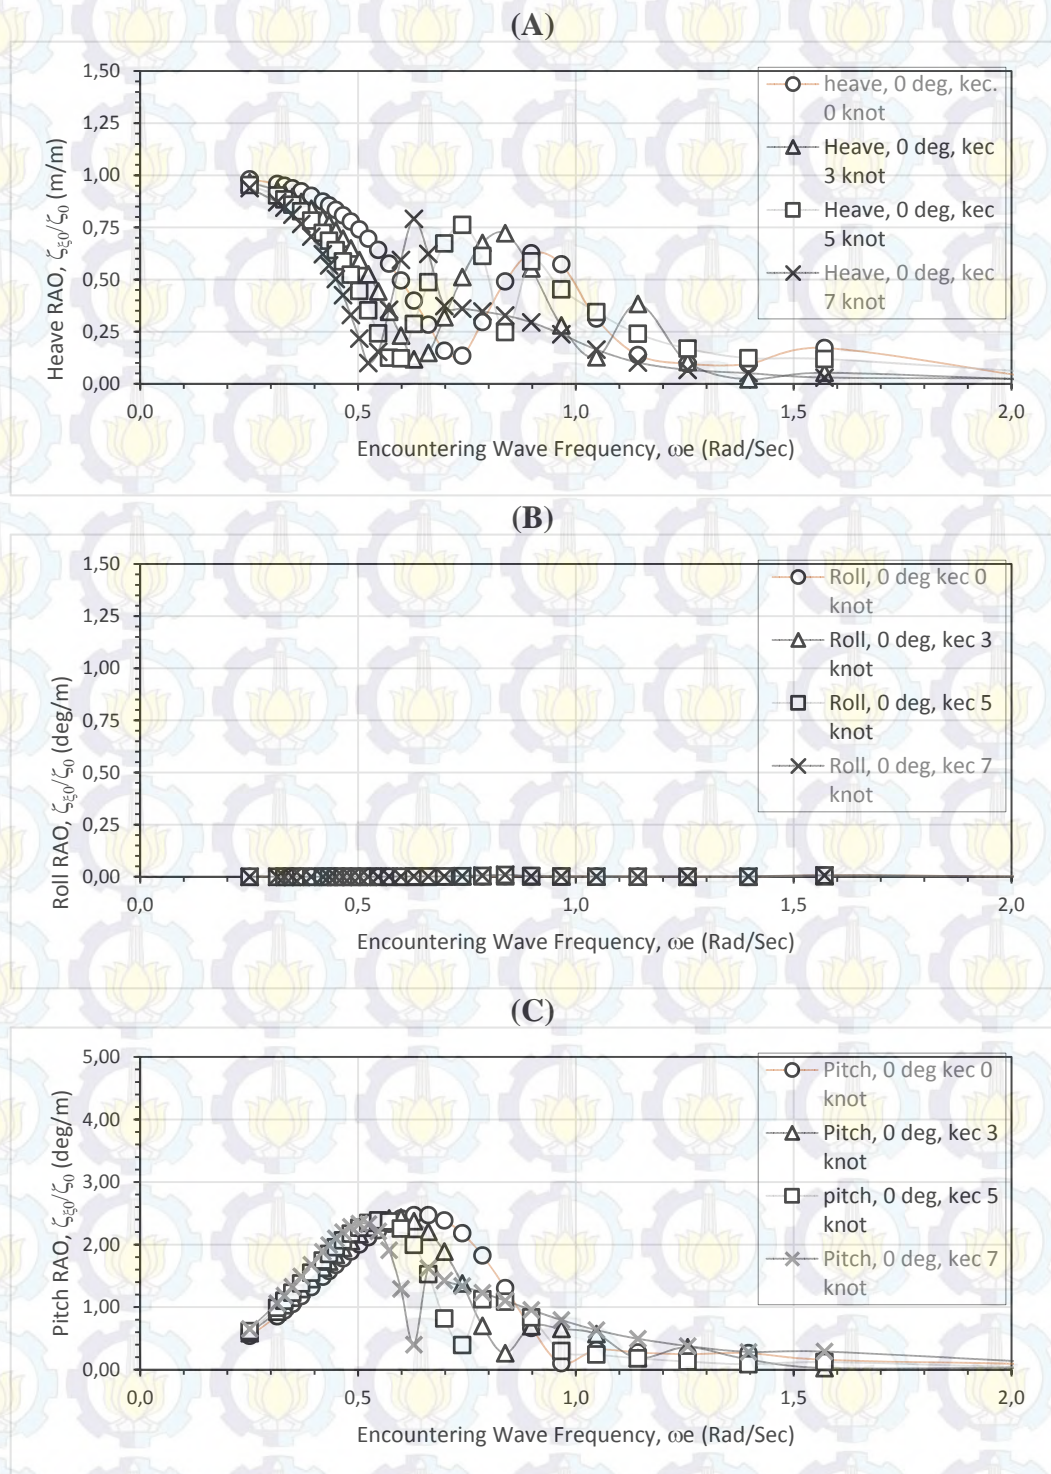 (A)
1,50
1,25
1,00
0,75
0,50
0,25
0,00
Heave RAO, ζξ0/ζ0 (m/m)
0,0 0,5 1,0 1,5 2,0
Encountering Wave Frequency, ωe (Rad/Sec)
heave, 0 deg, kec.
0 knot
Heave, 0 deg, kec
3 knot
Heave, 0 deg, kec
5 knot
Heave, 0 deg, kec
7 knot
(B)
1,50
1,25
1,00
0,75
0,50
0,25
0,00
Roll RAO, ζξ0/ζ0 (deg/m)
0,0 0,5 1,0 1,5 2,0
Encountering Wave Frequency, ωe (Rad/Sec)
Roll, 0 deg kec 0
knot
Roll, 0 deg, kec 3
knot
Roll, 0 deg, kec 5
knot
Roll, 0 deg, kec 7
knot
(C)
5,00
4,00
3,00
2,00
1,00
0,00
Pitch RAO, ζξ0/ζ0 (deg/m)
0,0 0,5 1,0 1,5 2,0
Encountering Wave Frequency, ωe (Rad/Sec)
Pitch, 0 deg kec 0
knot
Pitch, 0 deg, kec 3
knot
pitch, 0 deg, kec 5
knot
Pitch, 0 deg, kec 7
knot